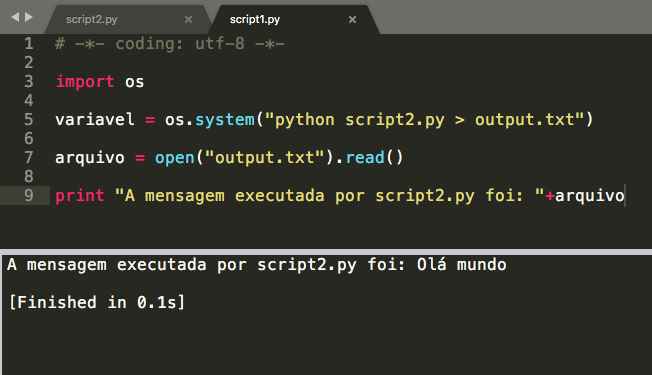 script2.py
script1.py
1 # -*- coding: utf-8 -*-
2
3 import os
4
5 variavel = os.system("python script2.py > output.txt")
6
7 arquivo = open("output.txt").read()
8
9 print "A mensagem executada por script2.py foi: "+arquivo
A mensagem executada por script2.py foi: Olá mundo
[Finished in 0.1s]